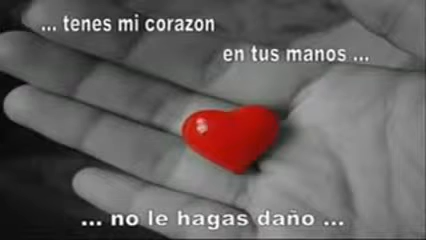 ... tenes mi corazon
en tus manos ...
... no le hagas daño ...